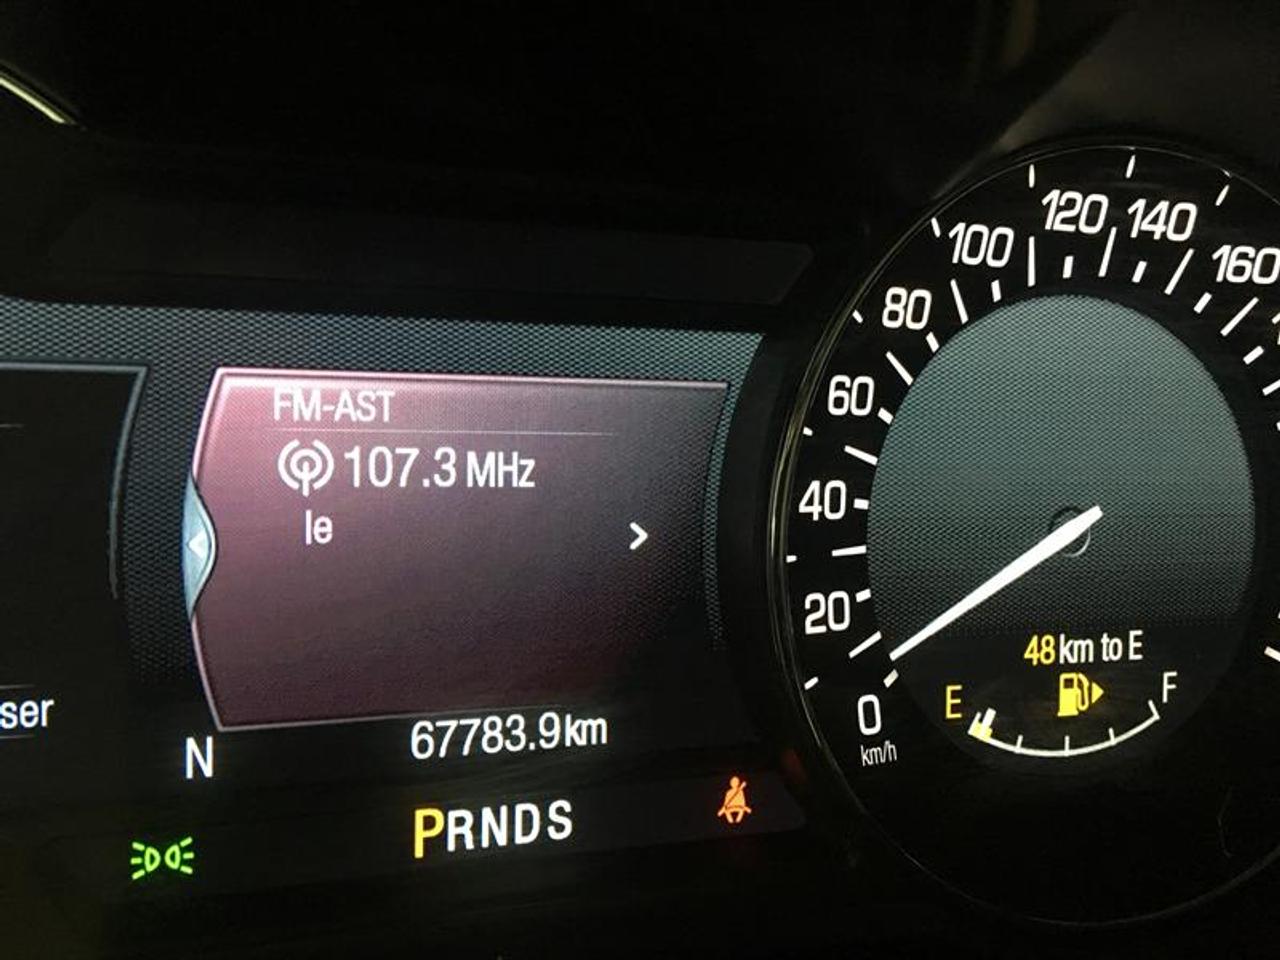 FM-AST
107.3 MHz
le
ser
N
67783.9 km
PRNDS
0
20
40
60
80
100
120
140
160
km/h
48 km to E
E
F